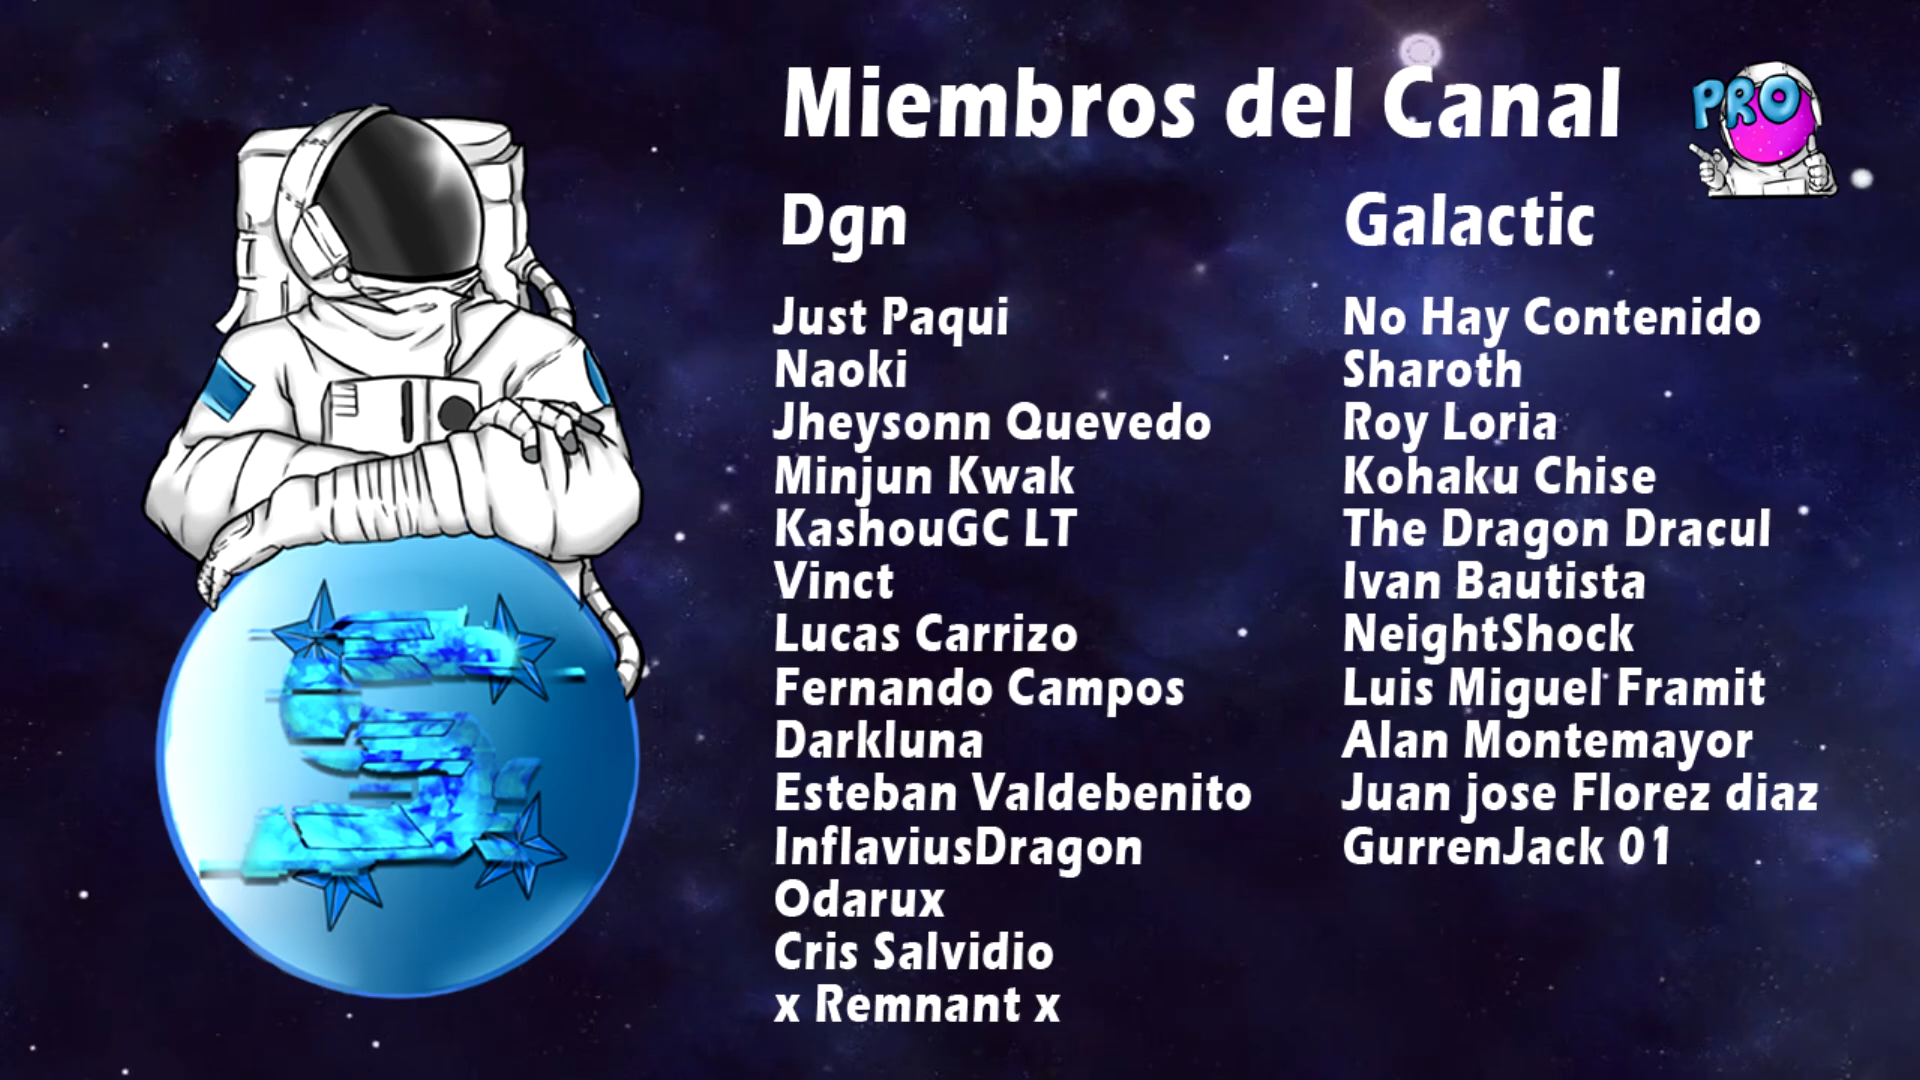 Miembros del Canal
PRO
Dgn
Just Paqui
Naoki
Jheysonn Quevedo
Minjun Kwak
KashouGC LT
Vinct
Lucas Carrizo
Fernando Campos
Darkluna
Esteban Valdebenito
InflaviusDragon
Odarux
Cris Salvidio
x Remnant x
Galactic
No Hay Contenido
Sharoth
Roy Loria
Kohaku Chise
The Dragon Dracul
Ivan Bautista
NeightShock
Luis Miguel Framit
Alan Montemayor
Juan jose Florez diaz
GurrenJack 01
S